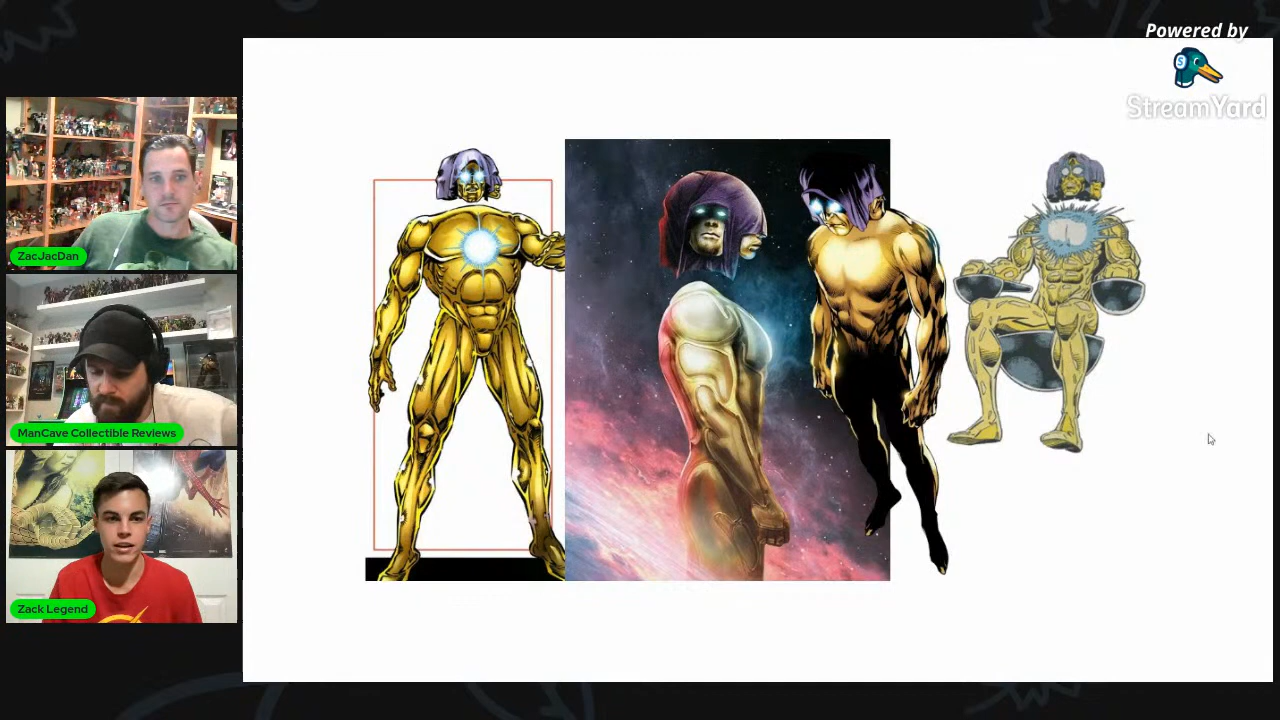 Powered by
S
StreamYard
ZacJacDan
ManCave Collectible Reviews
Zack Legend